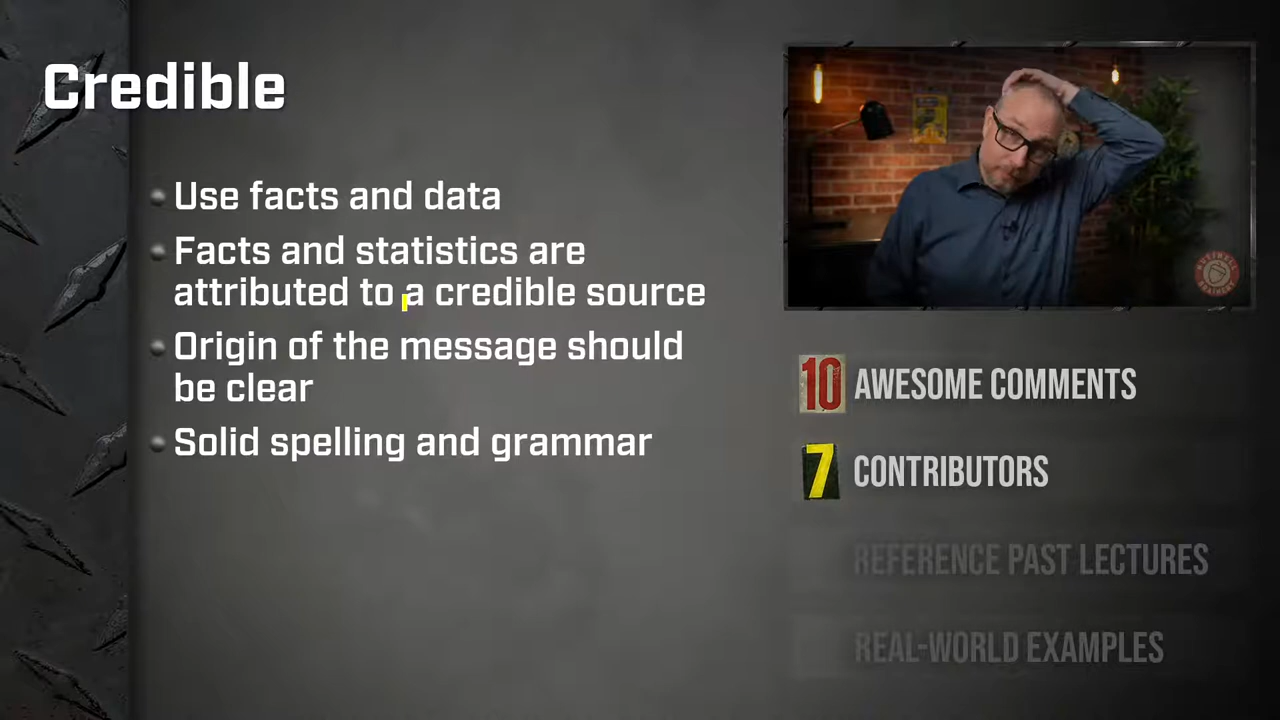 Credible
Use facts and data
Facts and statistics are
attributed to a credible source
Origin of the message should
be clear
Solid spelling and grammar
10 AWESOME COMMENTS
7 CONTRIBUTORS
REFERENCE PAST LECTURES
REAL-WORLD EXAMPLES